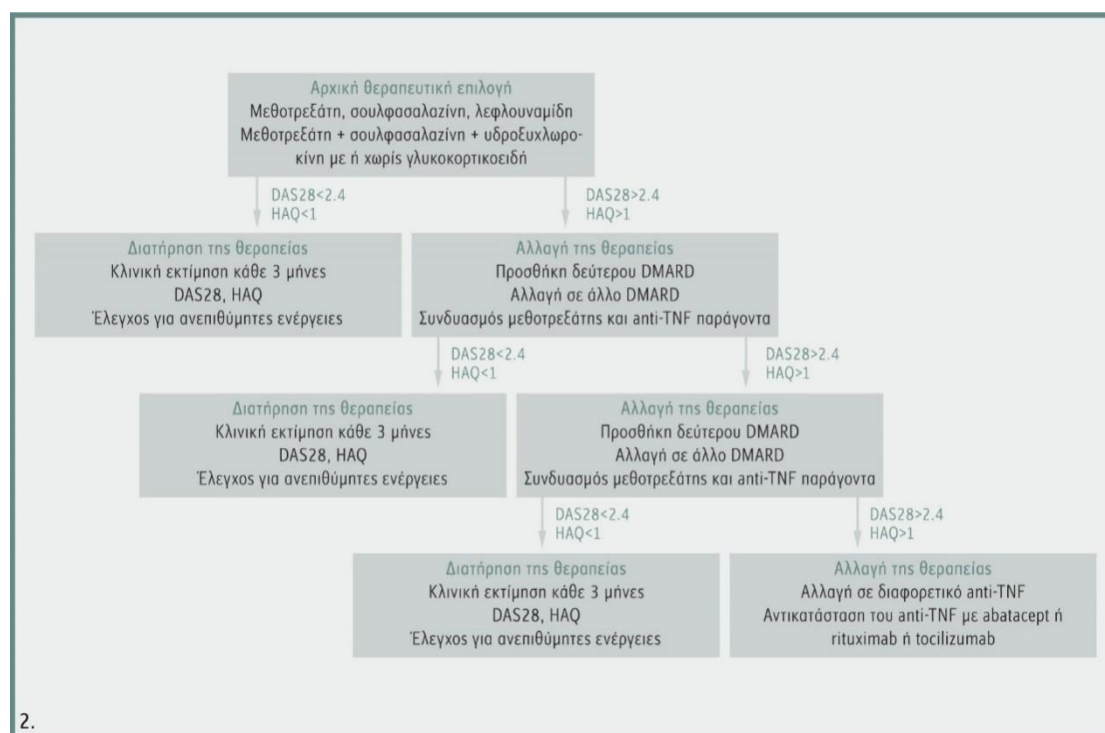 Αρχική θεραπευτική επιλογή
Μεθοτρεξάτη, σουλφασαλαζίνη, λεφλουναμίδη
Μεθοτρεξάτη + σουλφασαλαζίνη + υδροξυχλωρο-
κίνη με ή χωρίς γλυκοκορτικοειδή
DAS28<2.4
HAQ<1
DAS28>2.4
HAQ>1
Διατήρηση της θεραπείας
Κλινική εκτίμηση κάθε 3 μήνες
DAS28, HAQ
Έλεγχος για ανεπιθύμητες ενέργειες
Αλλαγή της θεραπείας
Προσθήκη δεύτερου DMARD
Αλλαγή σε άλλο DMARD
Συνδυασμός μεθοτρεξάτης και anti-TNF παράγοντα
DAS28<2.4
HAQ<1
DAS28>2.4
HAQ>1
Διατήρηση της θεραπείας
Κλινική εκτίμηση κάθε 3 μήνες
DAS28, HAQ
Έλεγχος για ανεπιθύμητες ενέργειες
Αλλαγή της θεραπείας
Προσθήκη δεύτερου DMARD
Αλλαγή σε άλλο DMARD
Συνδυασμός μεθοτρεξάτης και anti-TNF παράγοντα
DAS28<2.4
HAQ<1
DAS28>2.4
HAQ>1
Διατήρηση της θεραπείας
Κλινική εκτίμηση κάθε 3 μήνες
DAS28, HAQ
Έλεγχος για ανεπιθύμητες ενέργειες
Αλλαγή της θεραπείας
Αλλαγή σε διαφορετικό anti-TNF
Αντικατάσταση του anti-TNF με abatacept ή
rituximab ή tocilizumab
2.